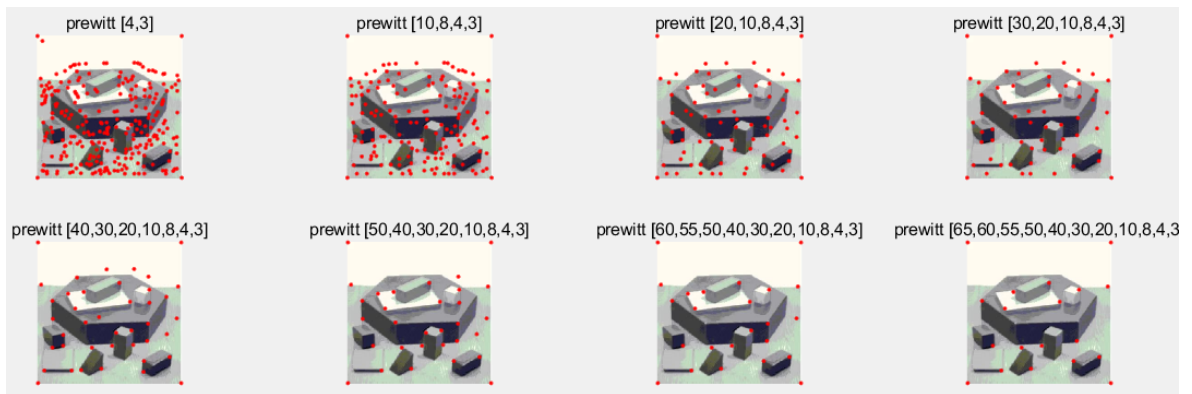 prewitt [4,3]
prewitt [10,8,4,3]
prewitt [20,10,8,4,3]
prewitt [30,20,10,8,4,3]
prewitt [40,30,20,10,8,4,3]
prewitt [50,40,30,20,10,8,4,3]
prewitt [60,55,50,40,30,20,10,8,4,3]
prewitt [65,60,55,50,40,30,20,10,8,4,3